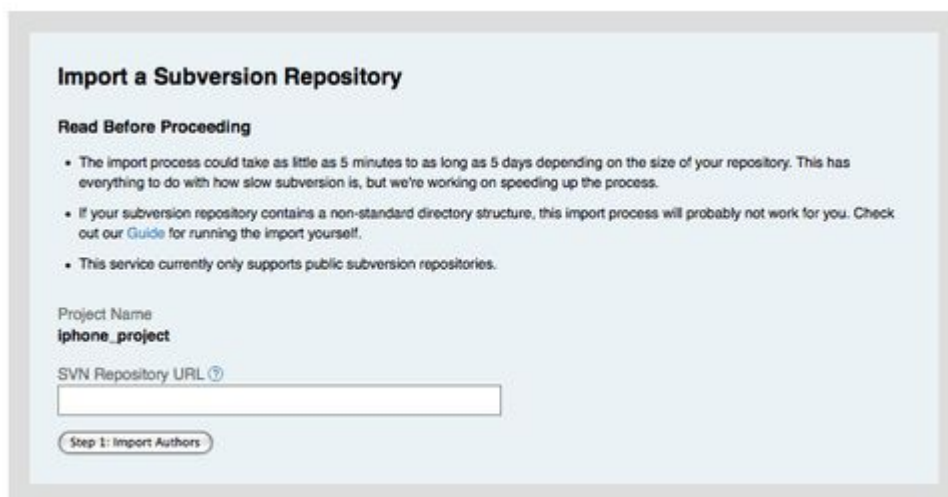 Import a Subversion Repository
Read Before Proceeding
• The import process could take as little as 5 minutes to as long as 5 days depending on the size of your repository. This has
everything to do with how slow subversion is, but we're working on speeding up the process.
• If your subversion repository contains a non-standard directory structure, this import process will probably not work for you. Check
out our Guide for running the import yourself.
• This service currently only supports public subversion repositories.
Project Name
iphone_project
SVN Repository URL ?
Step 1: Import Authors